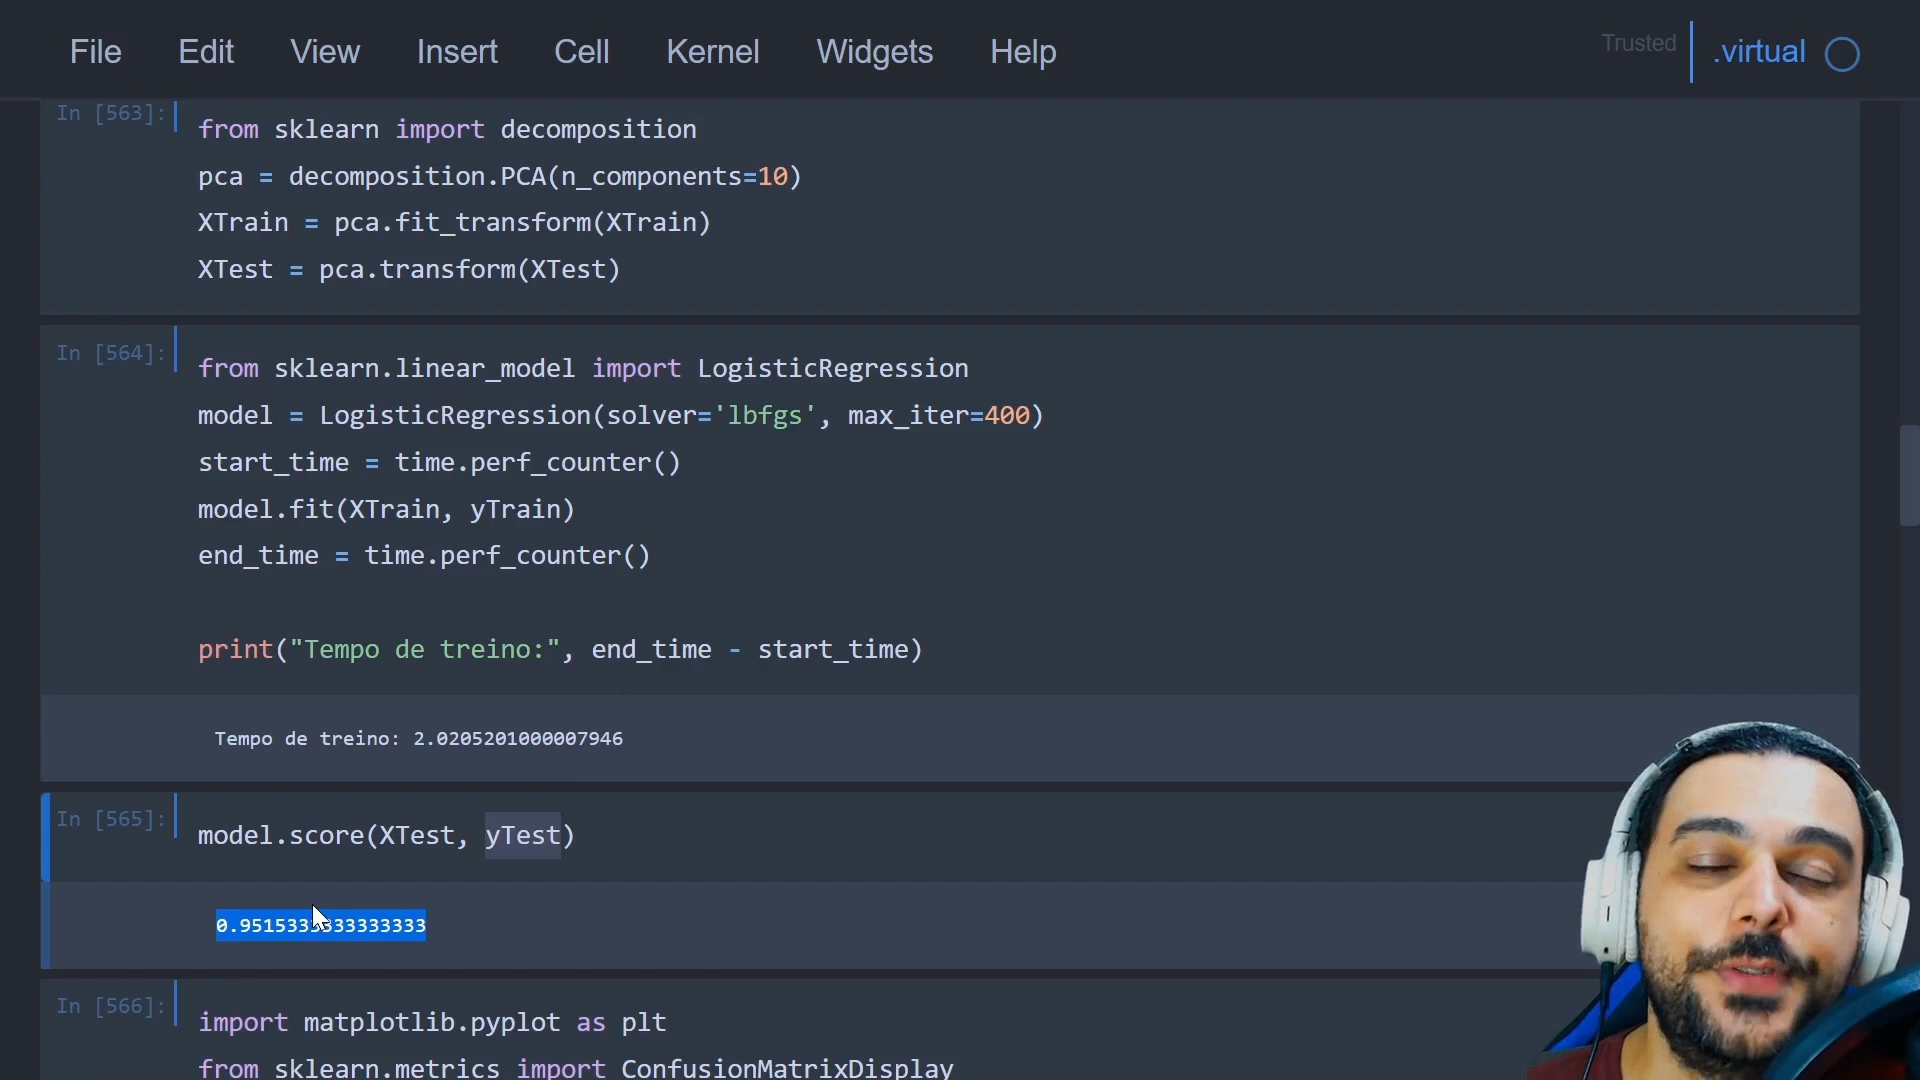 File Edit View Insert Cell Kernel Widgets Help Trusted .virtual
In [563]:
from sklearn import decomposition
pca = decomposition.PCA(n_components=10)
XTrain = pca.fit_transform(XTrain)
XTest = pca.transform(XTest)
In [564]:
from sklearn.linear_model import LogisticRegression
model = LogisticRegression(solver='lbfgs', max_iter=400)
start_time = time.perf_counter()
model.fit(XTrain, yTrain)
end_time = time.perf_counter()
print("Tempo de treino:", end_time - start_time)
Tempo de treino: 2.0205201000007946
In [565]:
model.score(XTest, yTest)
0.9515333333333333
In [566]:
import matplotlib.pyplot as plt
from sklearn.metrics import ConfusionMatrixDisplay